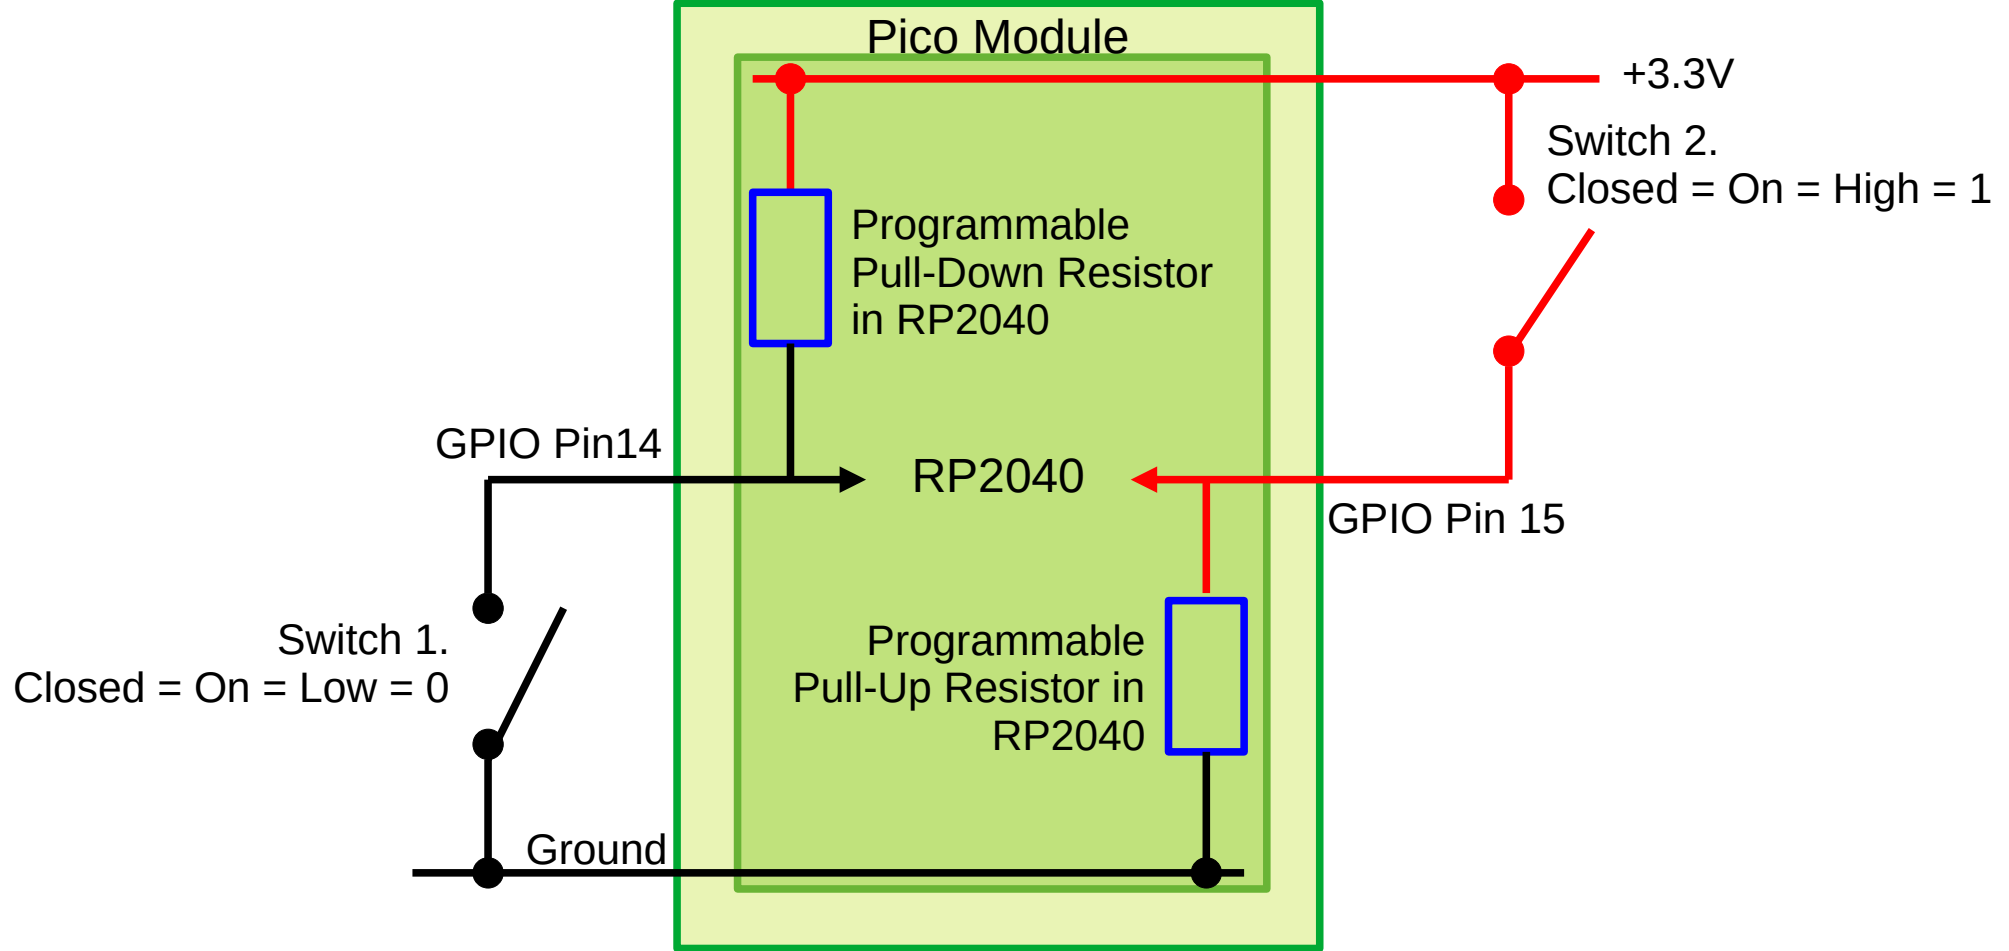 Pico Module
+3.3V
Switch 2.
Closed = On = High = 1
Programmable
Pull-Down Resistor
in RP2040
GPIO Pin14
RP2040
GPIO Pin 15
Switch 1.
Closed = On = Low = 0
Programmable
Pull-Up Resistor in
RP2040
Ground